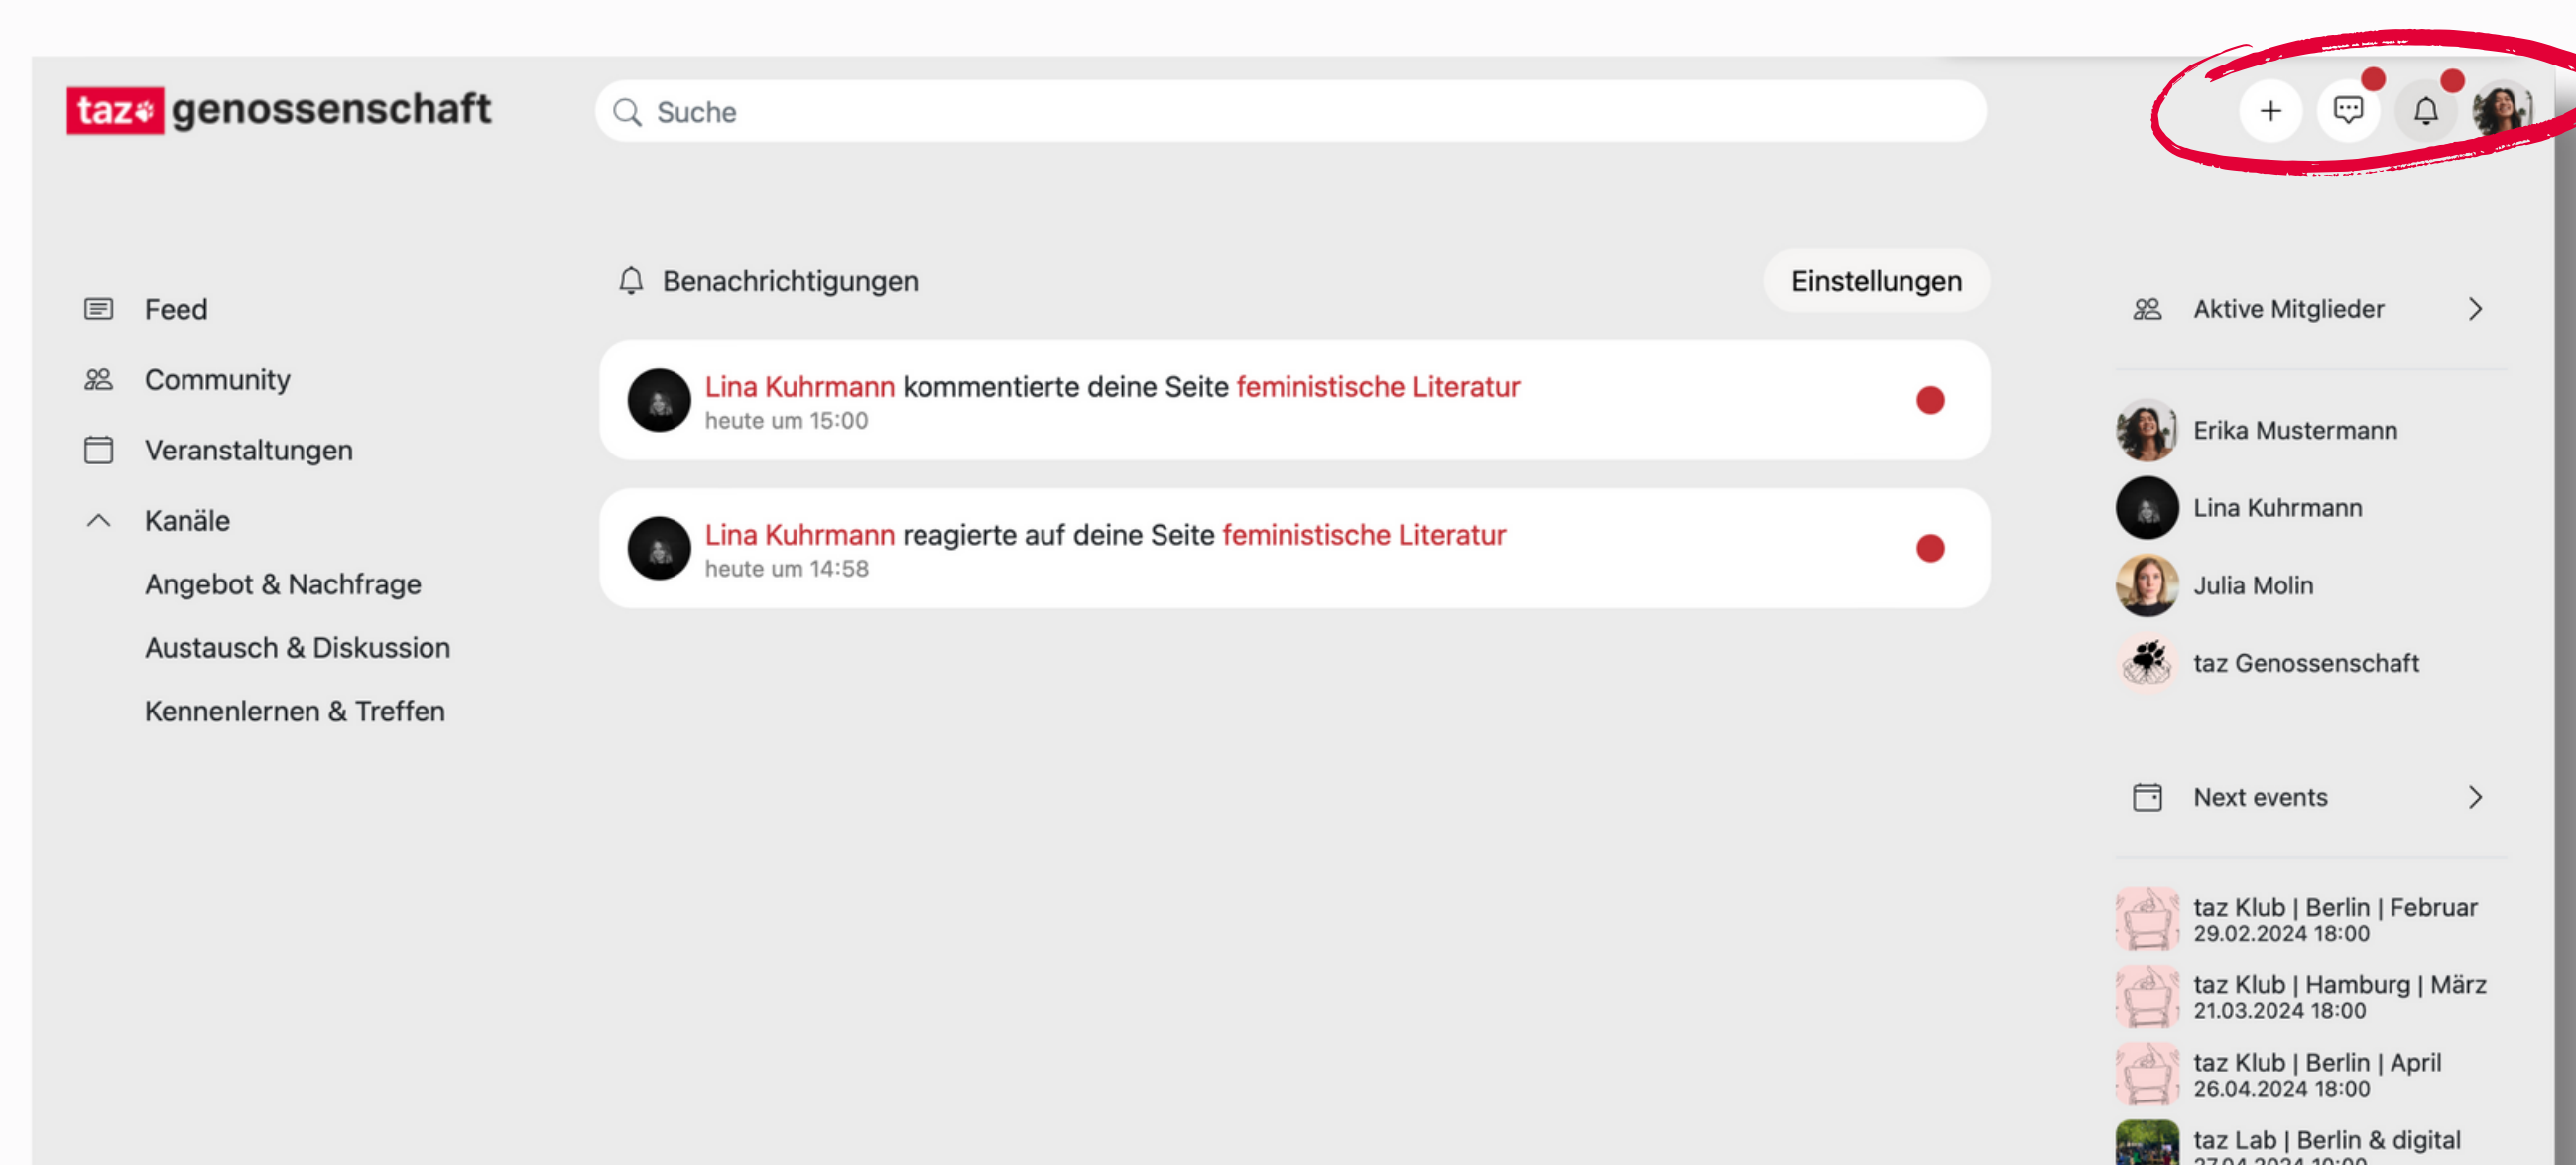 taz genossenschaft
Suche
Feed
Community
Veranstaltungen
Kanäle
Angebot & Nachfrage
Austausch & Diskussion
Kennenlernen & Treffen
Benachrichtigungen
Einstellungen
Lina Kuhrmann kommentierte deine Seite feministische Literatur
heute um 15:00
Lina Kuhrmann reagierte auf deine Seite feministische Literatur
heute um 14:58
Aktive Mitglieder
Erika Mustermann
Lina Kuhrmann
Julia Molin
taz Genossenschaft
Next events
taz Klub | Berlin | Februar
29.02.2024 18:00
taz Klub | Hamburg | März
21.03.2024 18:00
taz Klub | Berlin | April
26.04.2024 18:00
taz Lab | Berlin & digital